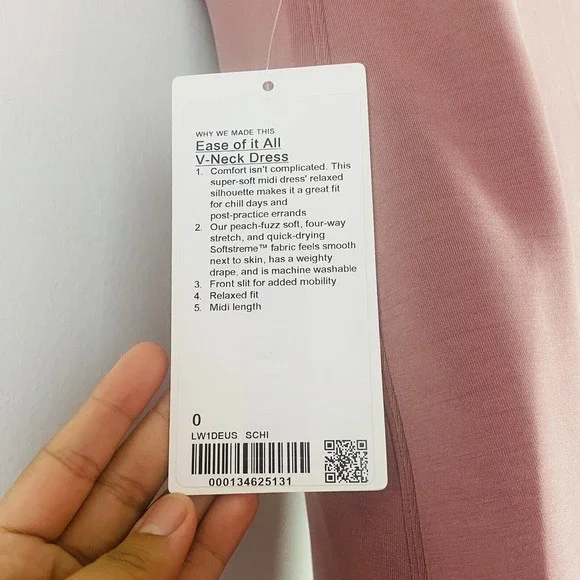 WHY WE MADE THIS
Ease of it All
V-Neck Dress
1. Comfort isn't complicated. This
super-soft midi dress' relaxed
silhouette makes it a great fit
for chill days and
post-practice errands
2. Our peach-fuzz soft, four-way
stretch, and quick-drying
Softstreme™ fabric feels smooth
next to skin, has a weighty
drape, and is machine washable
3. Front slit for added mobility
4. Relaxed fit
5. Midi length
0
LW1DEUS SCHI
000134625131